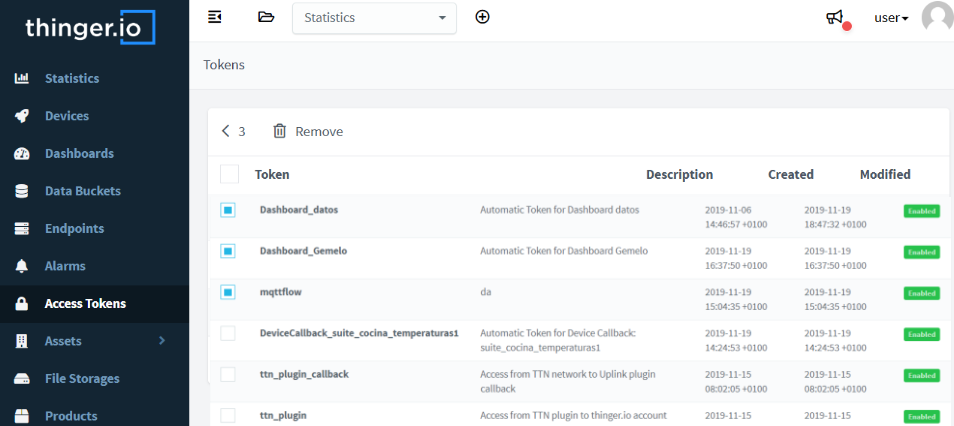 thinger.io
Statistics
user
Statistics
Devices
Dashboards
Data Buckets
Endpoints
Alarms
Access Tokens
Assets
File Storages
Products
Tokens
3 Remove
Token Description Created Modified
Dashboard_datos Automatic Token for Dashboard datos 2019-11-06 2019-11-19 Enabled
14:46:57 +0100 18:47:32 +0100
Dashboard_Gemelo Automatic Token for Dashboard Gemelo 2019-11-19 2019-11-19 Enabled
16:37:50 +0100 16:37:50 +0100
mqttflow da 2019-11-19 2019-11-19 Enabled
15:04:35 +0100 15:04:35 +0100
DeviceCallback_suite_cocina_temperaturas1 Automatic Token for Device Callback: 2019-11-19 2019-11-19 Enabled
suite_cocina_temperaturas1 14:24:53 +0100 14:24:53 +0100
ttn_plugin_callback Access from TTN network to Uplink plugin 2019-11-15 2019-11-15 Enabled
callback 08:02:05 +0100 08:02:05 +0100
ttn_plugin Access from TTN plugin to thinger.io account 2019-11-15 2019-11-15 Enabled